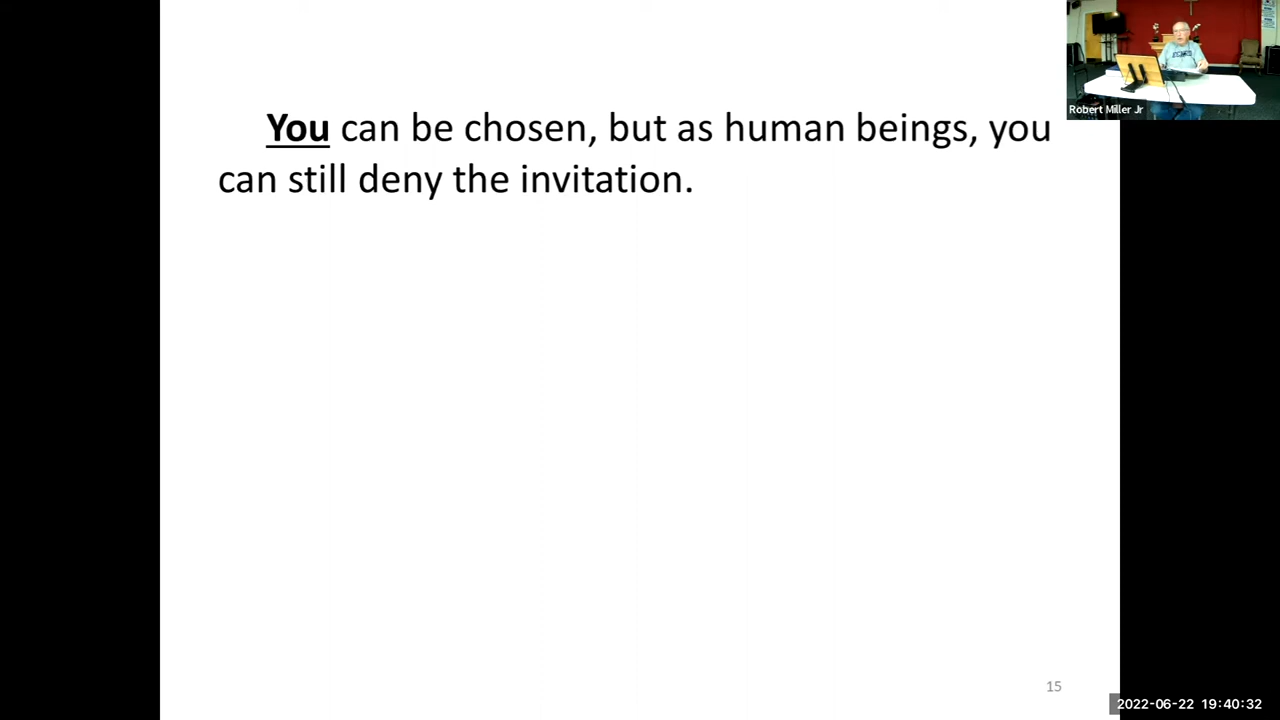 Robert Miller Jr
You can be chosen, but as human beings, you
can still deny the invitation.
15
2022-06-22 19:40:32